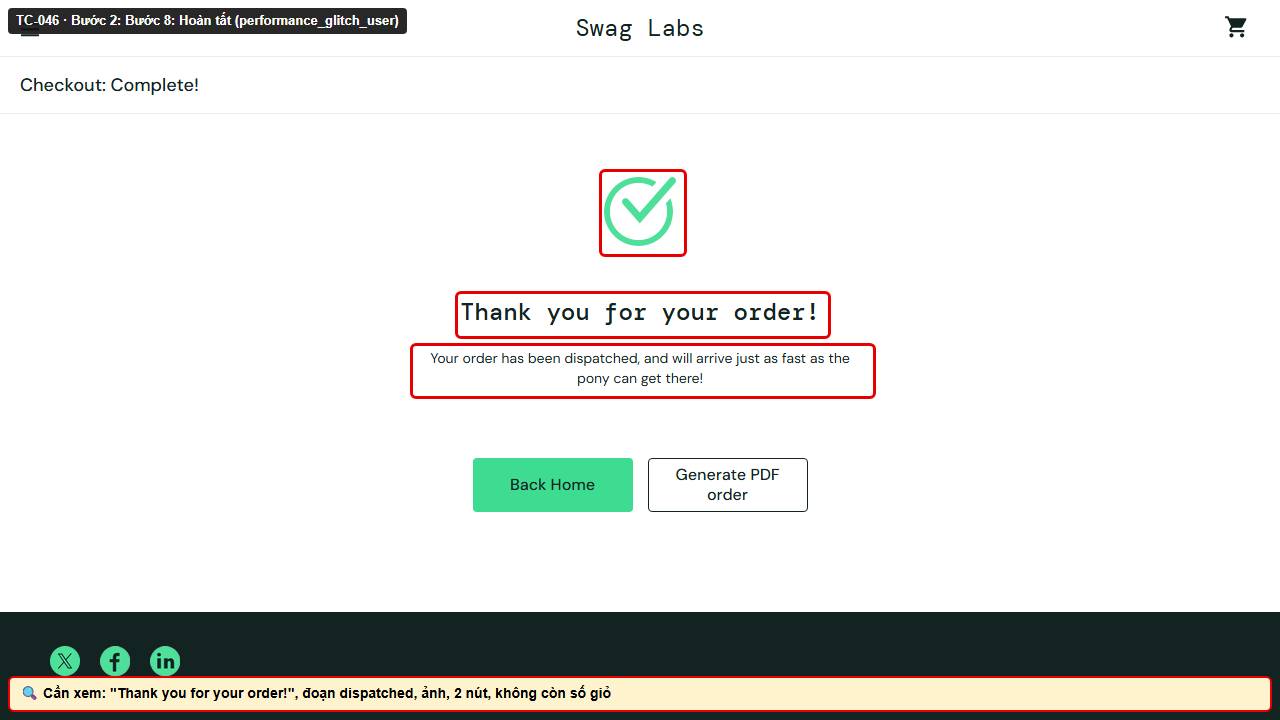 TC-046 · Bước 2: Bước 8: Hoàn tất (performance_glitch_user)
Swag Labs
Checkout: Complete!
Thank you for your order!
Your order has been dispatched, and will arrive just as fast as the
pony can get there!
Back Home
Generate PDF
order
Cần xem: "Thank you for your order!", đoạn dispatched, ảnh, 2 nút, không còn số giỏ